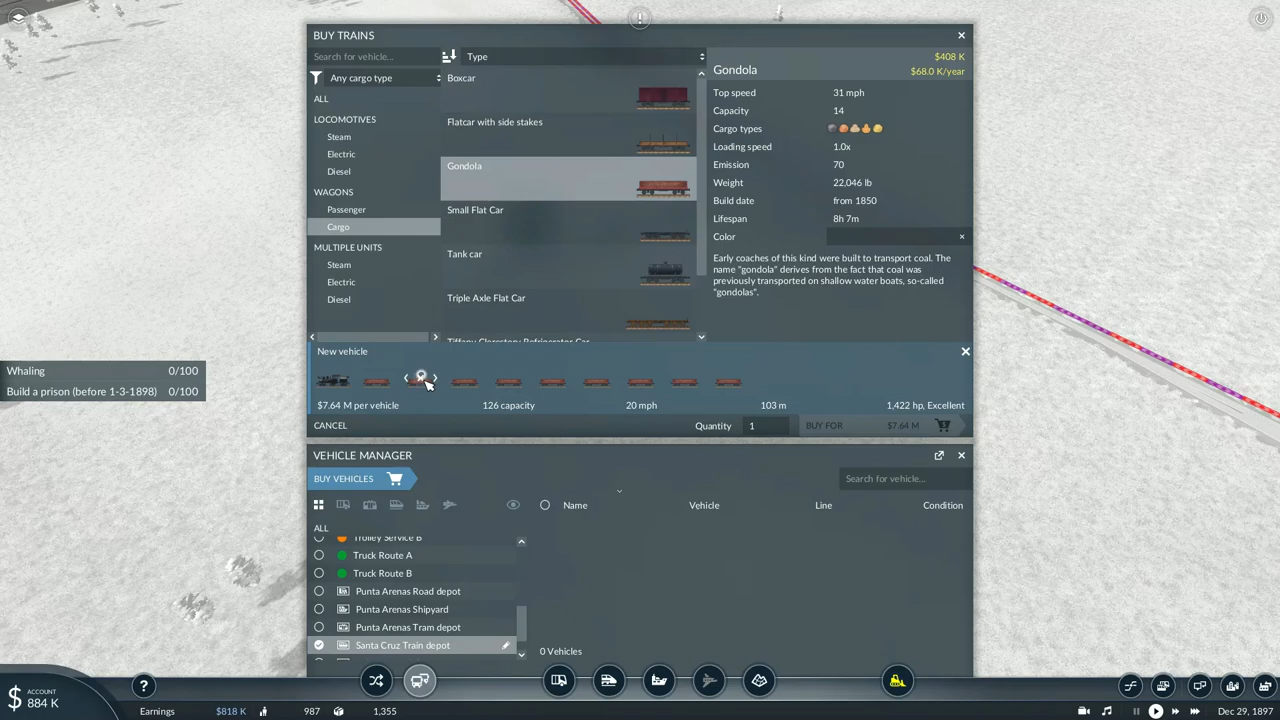 BUY TRAINS
Search for vehicle...
Type
Any cargo type
ALL
LOCOMOTIVES
Steam
Electric
Diesel
WAGONS
Passenger
Cargo
MULTIPLE UNITS
Steam
Electric
Diesel
Boxcar
Flatcar with side stakes
Gondola
Small Flat Car
Tank car
Triple Axle Flat Car
Tiffany Clerestory Refrigerator Car
$408 K
Gondola
$68.0 K/year
Top speed 31 mph
Capacity 14
Cargo types
Loading speed 1.0x
Emission 70
Weight 22,046 lb
Build date from 1850
Lifespan 8h 7m
Color
Early coaches of this kind were built to transport coal. The
name "gondola" derives from the fact that coal was
previously transported on shallow water boats, so-called
"gondolas".
Whaling 0/100
Build a prison (before 1-3-1898) 0/100
New vehicle
$7.64 M per vehicle 126 capacity 20 mph 103 m 1,422 hp, Excellent
CANCEL Quantity 1 BUY FOR $7.64 M
VEHICLE MANAGER
BUY VEHICLES
Search for vehicle...
Name Vehicle Line Condition
ALL
Trolley Service B
Truck Route A
Truck Route B
Punta Arenas Road depot
Punta Arenas Shipyard
Punta Arenas Tram depot
Santa Cruz Train depot
0 Vehicles
$ ACCOUNT
884 K
?
Earnings $818 K 987 1,355
Dec 29, 1897